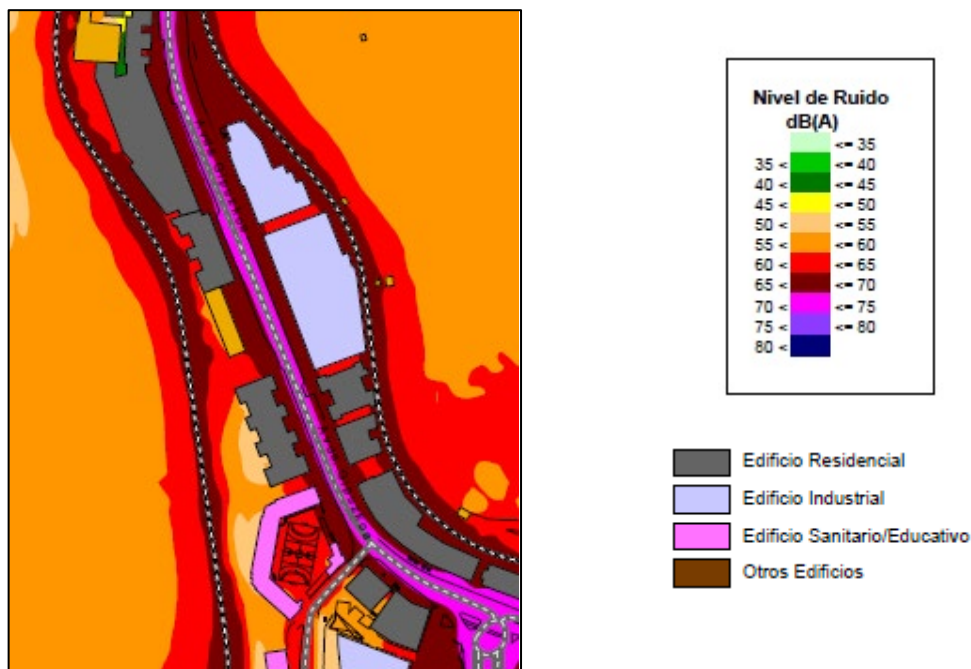 Nivel de Ruido
dB(A)
<= 35
35 < <= 40
40 < <= 45
45 < <= 50
50 < <= 55
55 < <= 60
60 < <= 65
65 < <= 70
70 < <= 75
75 < <= 80
80 <
Edificio Residencial
Edificio Industrial
Edificio Sanitario/Educativo
Otros Edificios